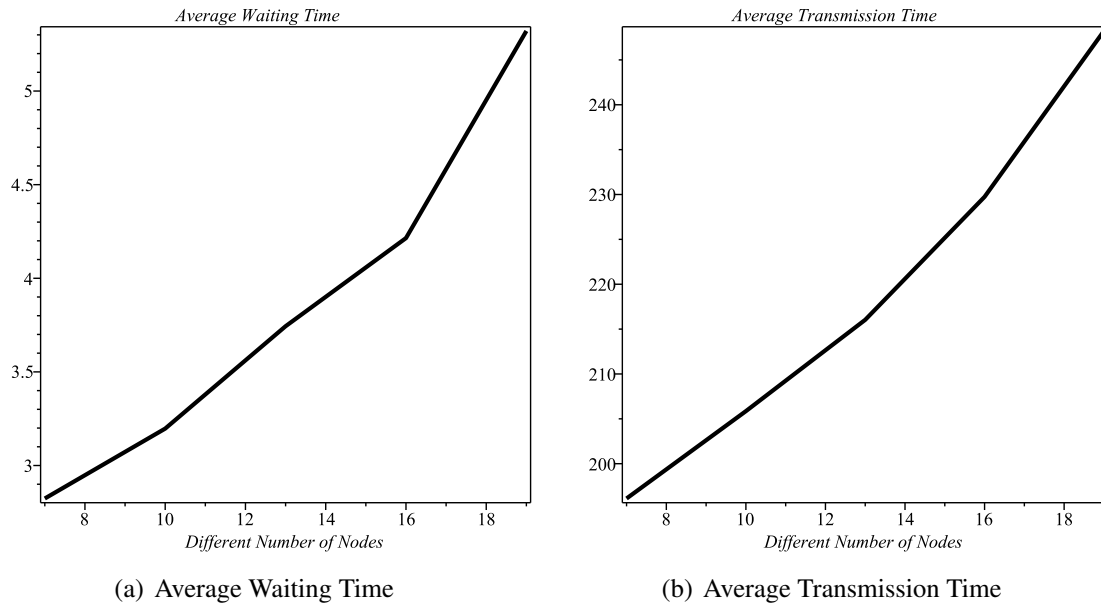 Average Waiting Time
5
4.5
4
3.5
3
8 10 12 14 16 18
Different Number of Nodes
(a) Average Waiting Time
Average Transmission Time
240
230
220
210
200
8 10 12 14 16 18
Different Number of Nodes
(b) Average Transmission Time